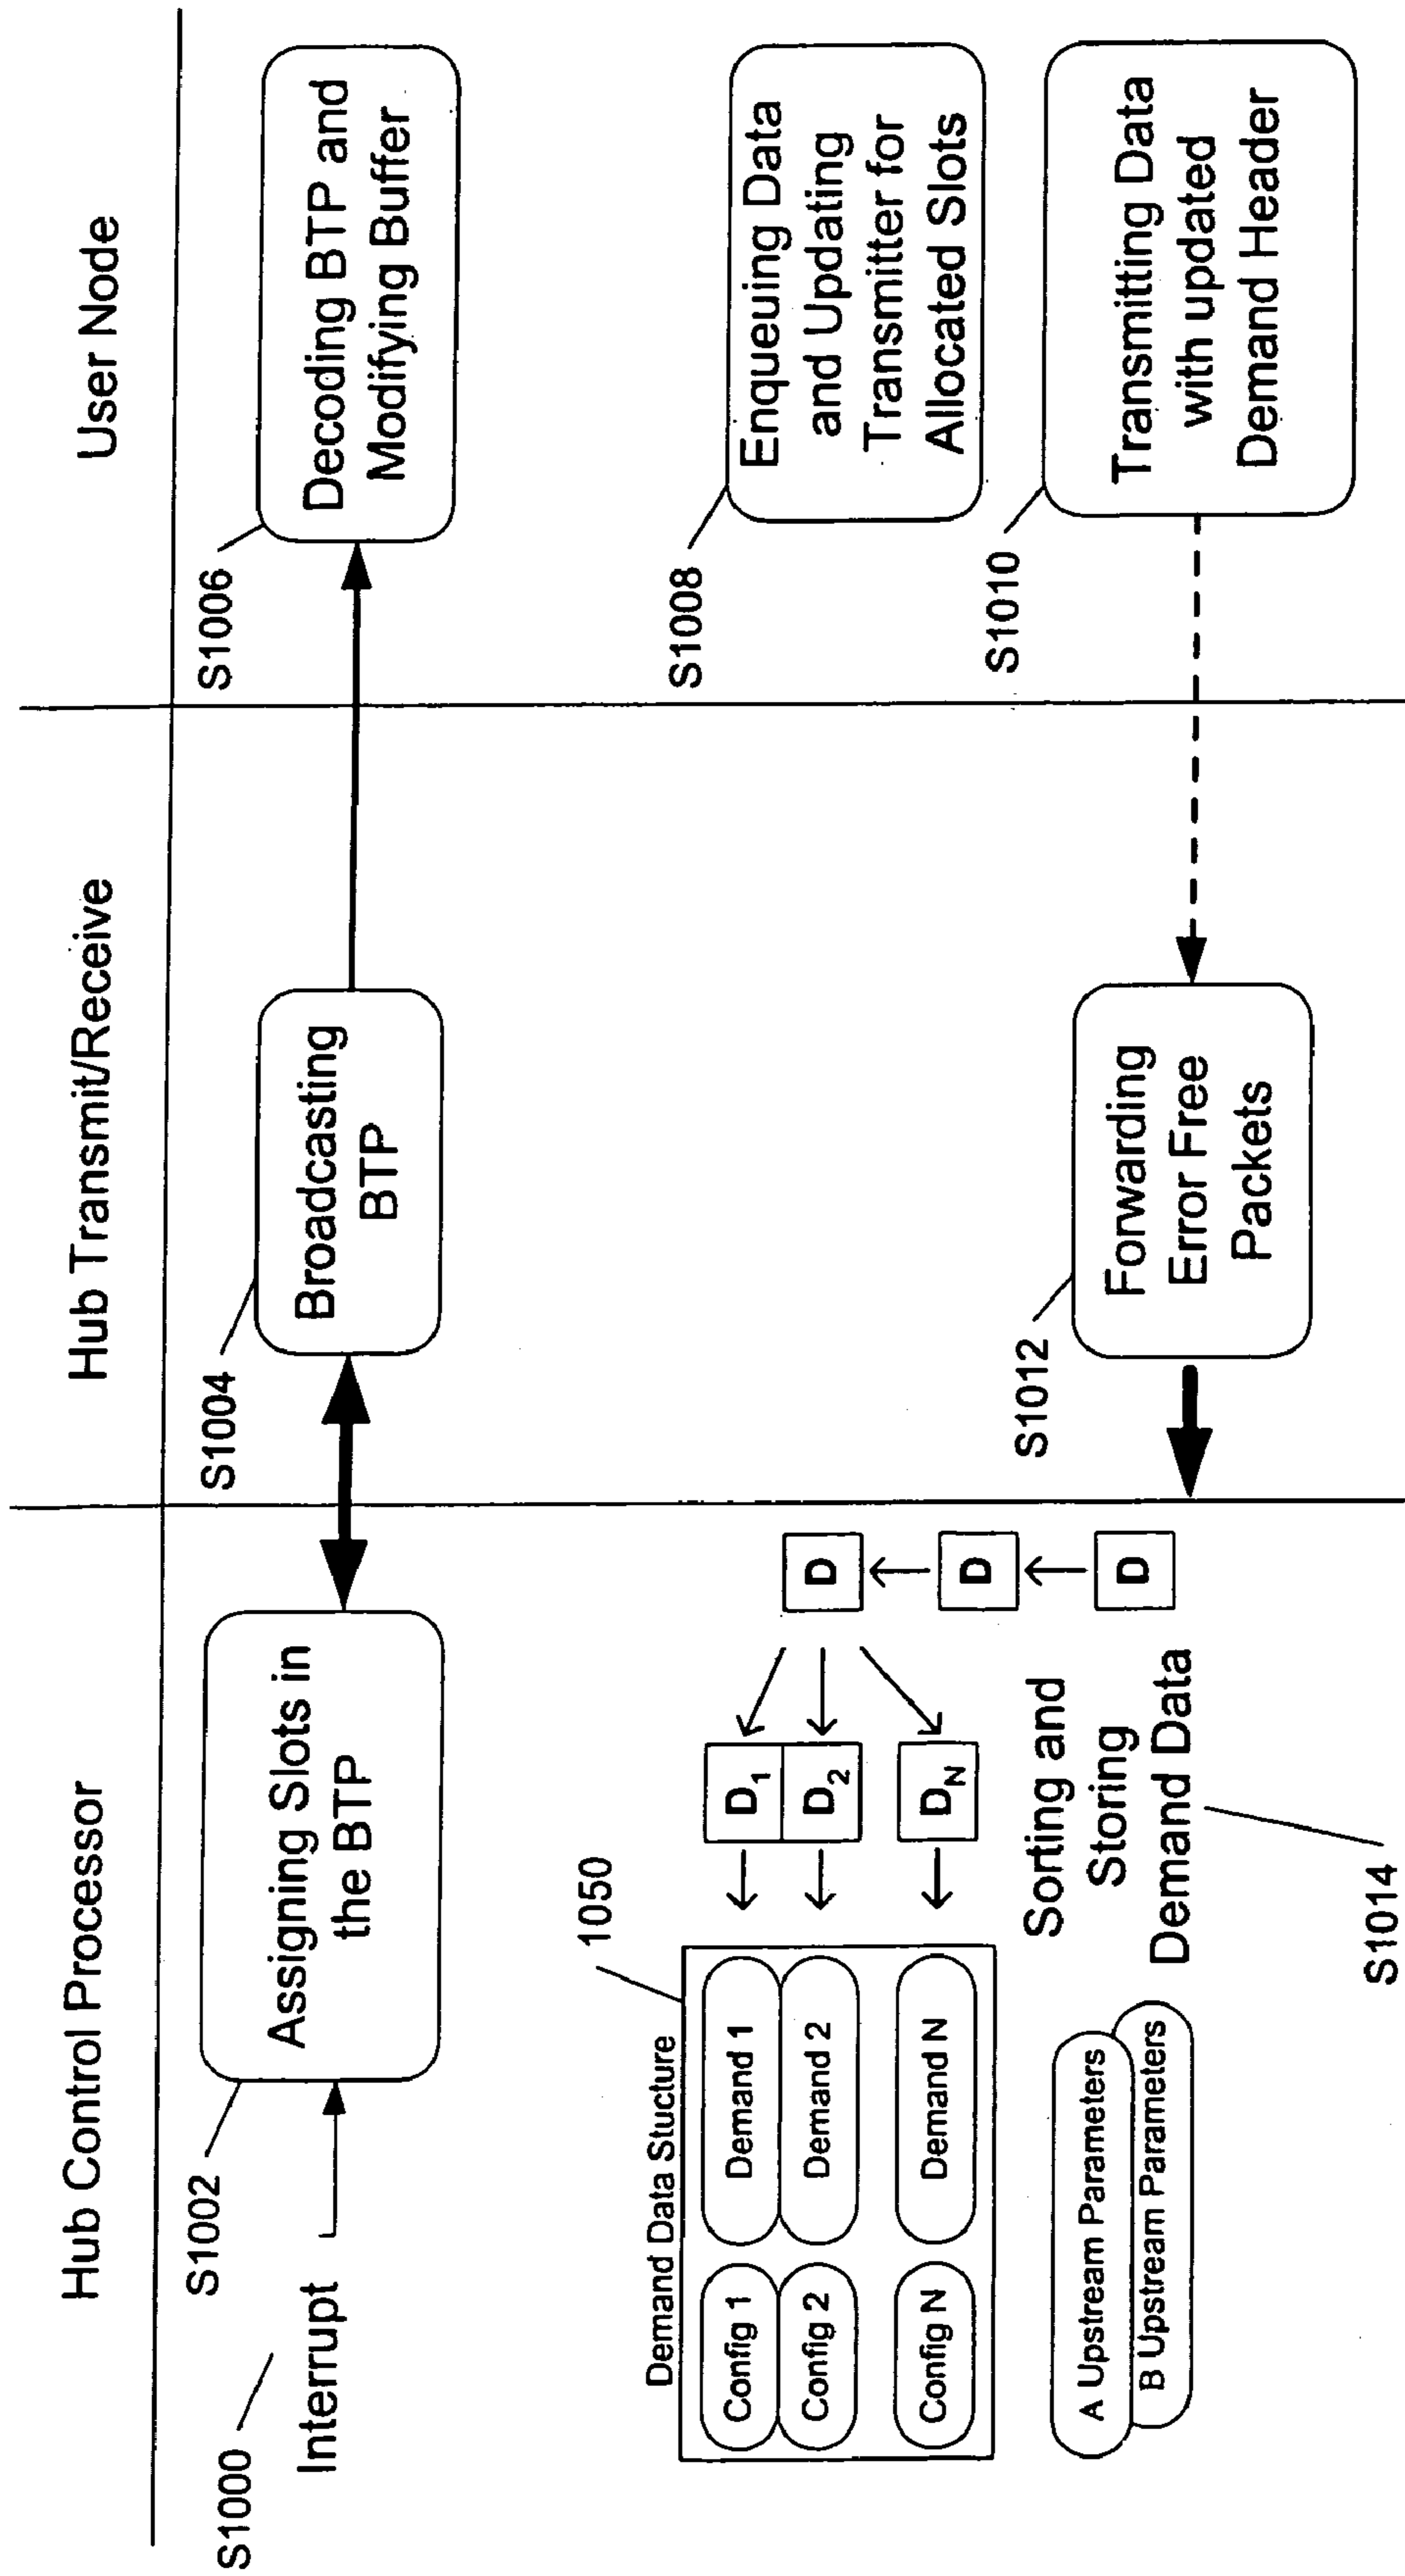 Hub Control Processor
Hub Transmit/Receive
User Node
S1000
Interrupt
S1002
Assigning Slots in
the BTP
S1004
Broadcasting
BTP
S1006
Decoding BTP and
Modifying Buffer
S1008
Enqueuing Data
and Updating
Transmitter for
Allocated Slots
S1010
Transmitting Data
with updated
Demand Header
S1012
Forwarding
Error Free
Packets
1050
Demand Data Stucture
Config 1
Demand 1
Config 2
Demand 2
Config N
Demand N
D1
D2
DN
D
D
D
Sorting and
Storing
Demand Data
S1014
A Upstream Parameters
B Upstream Parameters